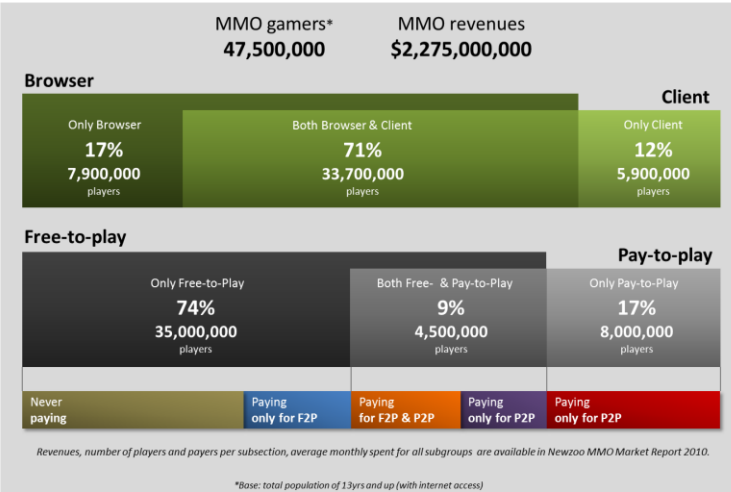 MMO gamers* MMO revenues
47,500,000 $2,275,000,000
Browser
Client
Only Browser Both Browser & Client Only Client
17% 71% 12%
7,900,000 33,700,000 5,900,000
players players players
Free-to-play
Pay-to-play
Only Free-to-Play Both Free- & Pay-to-Play Only Pay-to-Play
74% 9% 17%
35,000,000 4,500,000 8,000,000
players players players
Never Paying Paying Paying Paying
paying only for F2P for F2P & P2P only for P2P only for P2P
Revenues, number of players and payers per subsection, average monthly spent for all subgroups are available in Newzoo MMO Market Report 2010.
*Base: total population of 13yrs and up (with internet access)